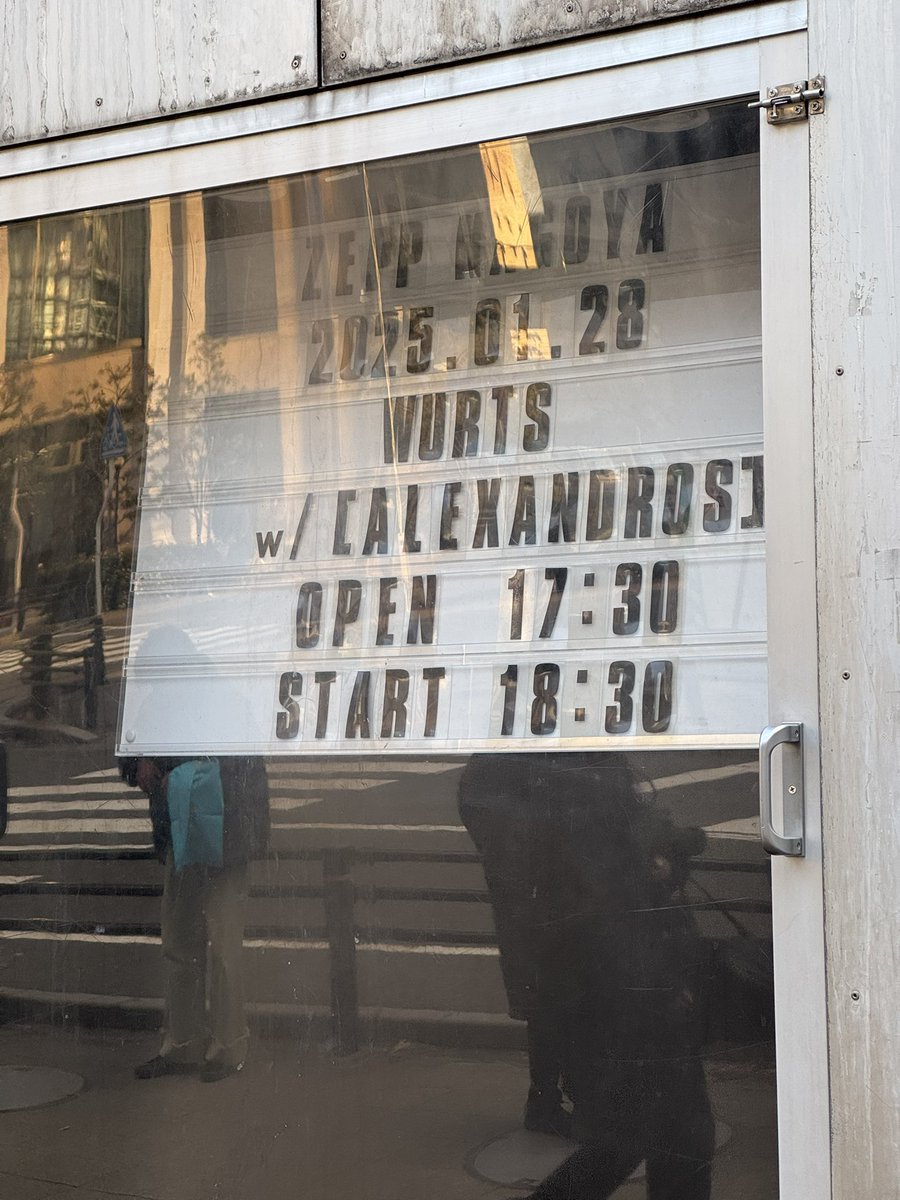 ZEPP NAGOYA
2025.01.28
WURTS
w/ [ALEXANDROS]
OPEN 17:30
START 18:30